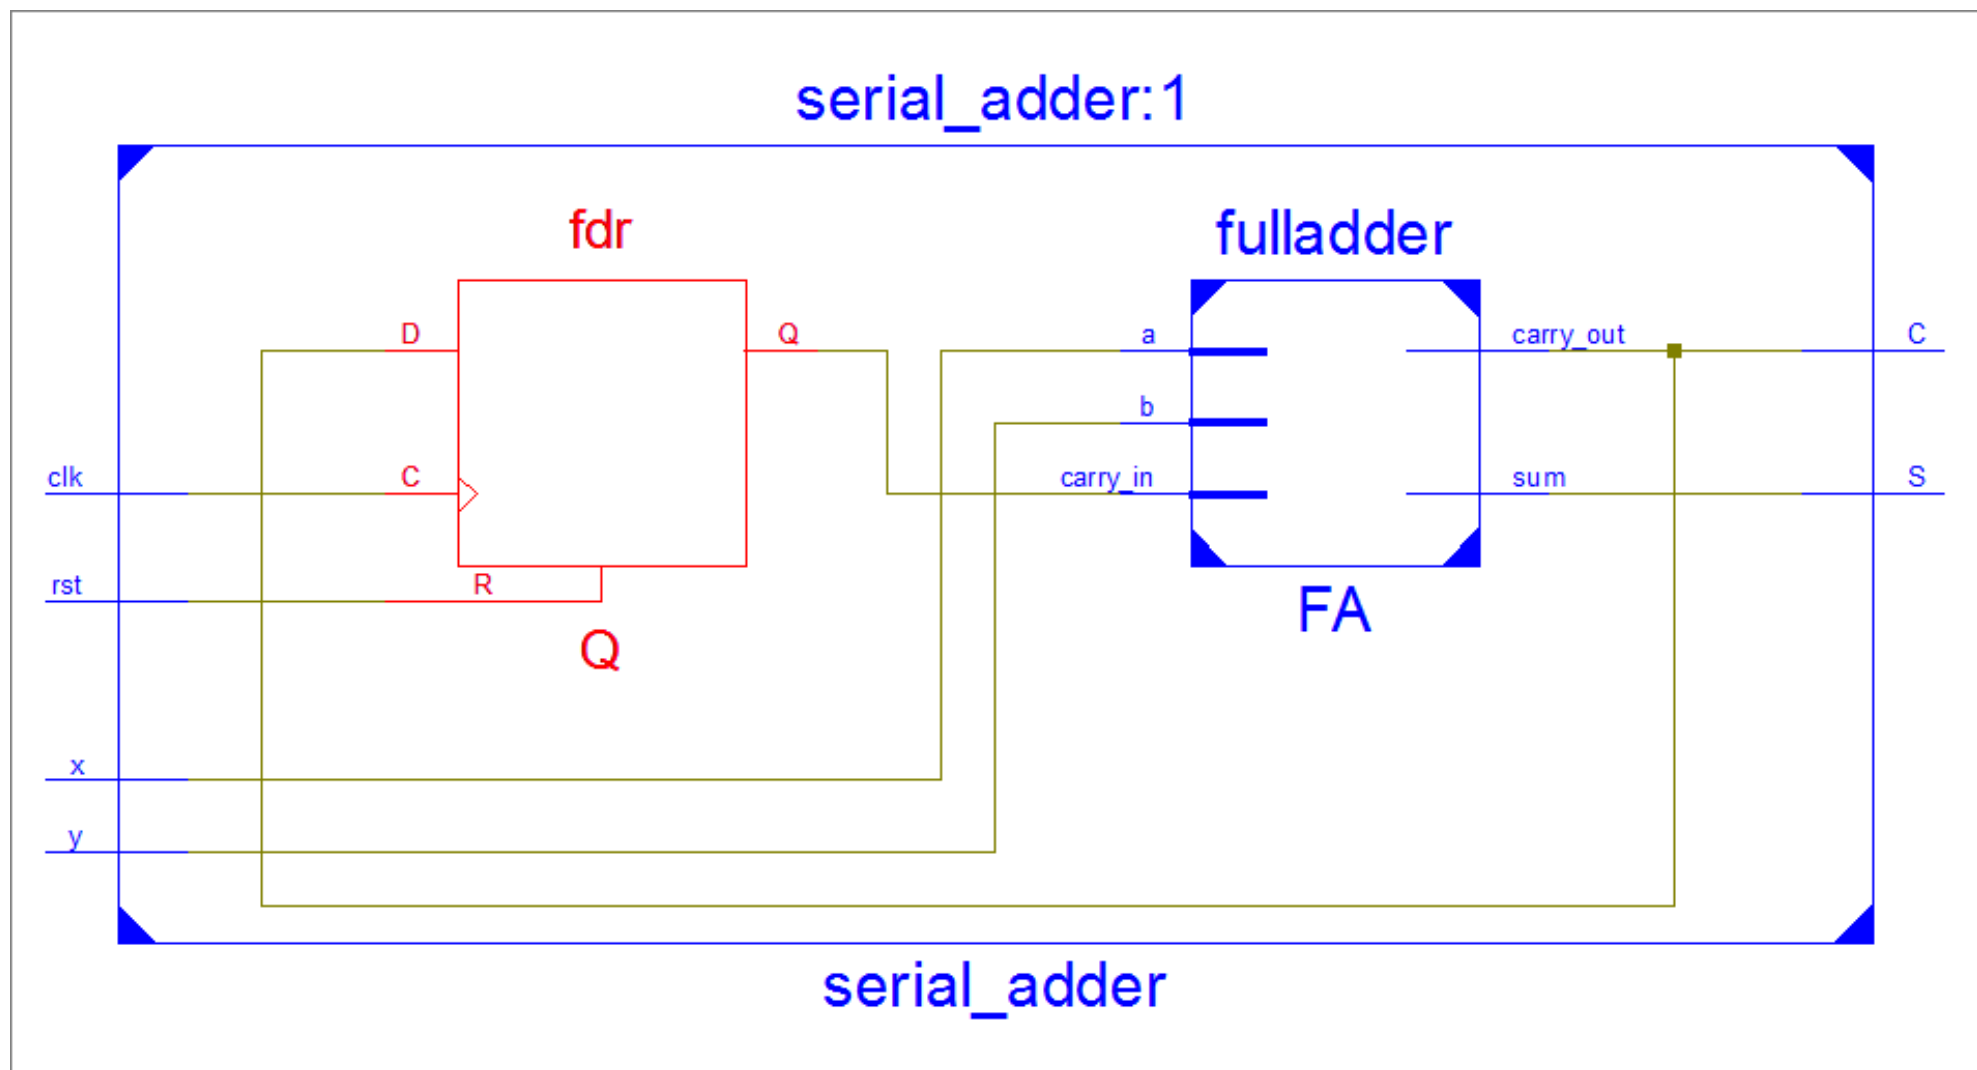 serial_adder:1
fdr
fulladder
D
Q
a
carry_out
C
b
clk
C
carry_in
sum
S
rst
R
FA
Q
x
y
serial_adder